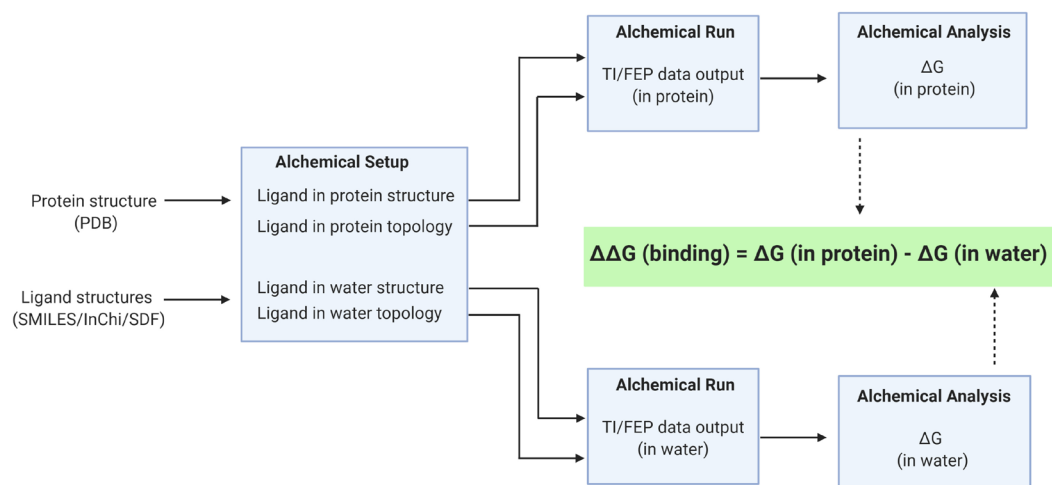 Protein structure
(PDB)
Ligand structures
(SMILES/InChi/SDF)
Alchemical Setup
Ligand in protein structure
Ligand in protein topology
Ligand in water structure
Ligand in water topology
Alchemical Run
TI/FEP data output
(in protein)
Alchemical Analysis
ΔG
(in protein)
ΔΔG (binding) = ΔG (in protein) - ΔG (in water)
Alchemical Run
TI/FEP data output
(in water)
Alchemical Analysis
ΔG
(in water)